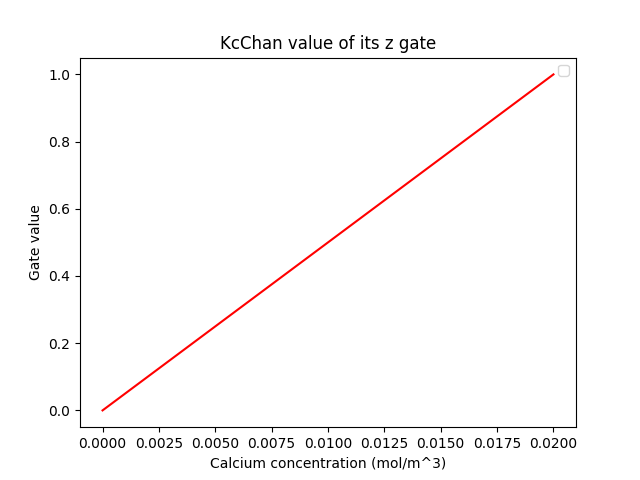 KcChan value of its z gate
1.0
0.8
0.6
0.4
0.2
0.0
Gate value
0.0000 0.0025 0.0050 0.0075 0.0100 0.0125 0.0150 0.0175 0.0200
Calcium concentration (mol/m^3)